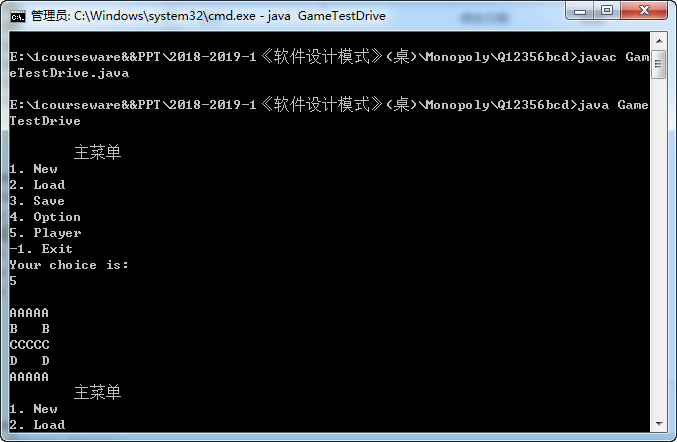 管理员: C:\Windows\system32\cmd.exe - java  GameTestDrive
E:\1courseware&&PPT\2018-2019-1《软件设计模式》(桌)\Monopoly\Q12356bcd>javac Gam
eTestDrive.java
E:\1courseware&&PPT\2018-2019-1《软件设计模式》(桌)\Monopoly\Q12356bcd>java Game
TestDrive
主菜单
1. New
2. Load
3. Save
4. Option
5. Player
-1. Exit
Your choice is:
5
AAAAA
B   B
CCCCC
D   D
AAAAA
主菜单
1. New
2. Load